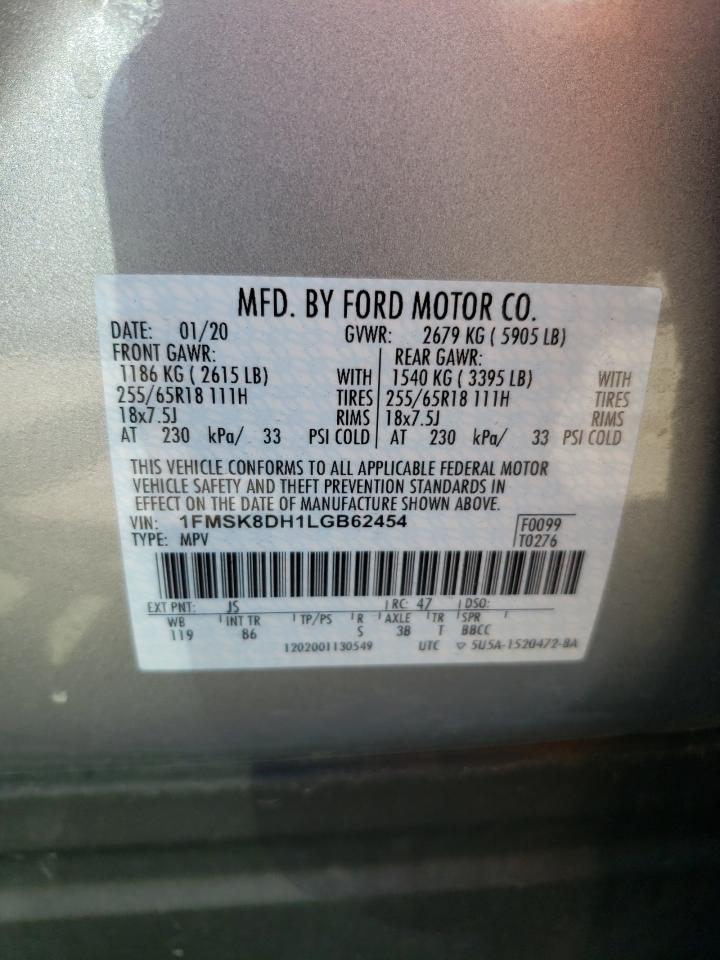 MFD. BY FORD MOTOR CO.
DATE: 01/20 GVWR: 2679 KG ( 5905 LB)
FRONT GAWR: REAR GAWR:
1186 KG ( 2615 LB) WITH 1540 KG ( 3395 LB) WITH
255/65R18 111H TIRES 255/65R18 111H TIRES
18x7.5J RIMS 18x7.5J RIMS
AT 230 kPa/ 33 PSI COLD AT 230 kPa/ 33 PSI COLD
THIS VEHICLE CONFORMS TO ALL APPLICABLE FEDERAL MOTOR
VEHICLE SAFETY AND THEFT PREVENTION STANDARDS IN
EFFECT ON THE DATE OF MANUFACTURE SHOWN ABOVE.
VIN: 1FMSK8DH1LGB62454 F0099
TYPE: MPV T0276
EXT PNT: JS RC: 47 DSO:
WB INT TR TP/PS R AXLE TR SPR
119 86 S 3B T BBCC
1202001130549 UTC ▽ 5U5A-1520472-BA